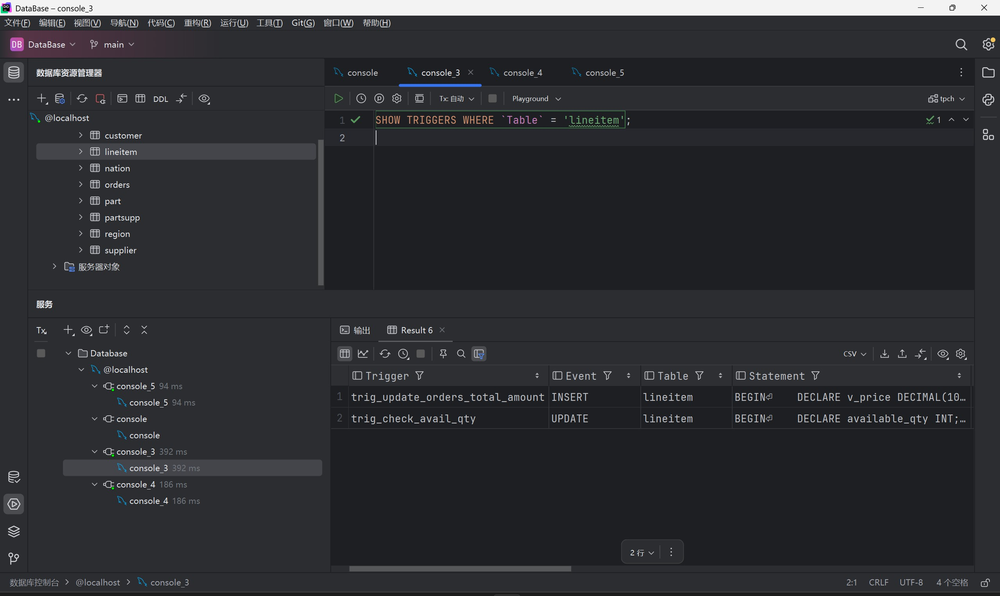 DataBase – console_3
文件(F) 编辑(E) 视图(V) 导航(N) 代码(C) 重构(R) 运行(U) 工具(T) Git(G) 窗口(W) 帮助(H)
DB DataBase main
数据库资源管理器
DDL
@localhost
customer
lineitem
nation
orders
part
partsupp
region
supplier
服务器对象
console console_3 console_4 console_5
Tx: 自动 Playground tpch
1 SHOW TRIGGERS WHERE `Table` = 'lineitem'; 1
2
服务
Tx
Database
@localhost
console_5 94 ms
console_5 94 ms
console
console
console_3 392 ms
console_3 392 ms
console_4 186 ms
console_4 186 ms
输出 Result 6
CSV
Trigger Event Table Statement
1 trig_update_orders_total_amount INSERT lineitem BEGIN⏎ DECLARE v_price DECIMAL(10…
2 trig_check_avail_qty UPDATE lineitem BEGIN⏎ DECLARE available_qty INT;…
2 行
数据库控制台 @localhost console_3
2:1 CRLF UTF-8 4 个空格